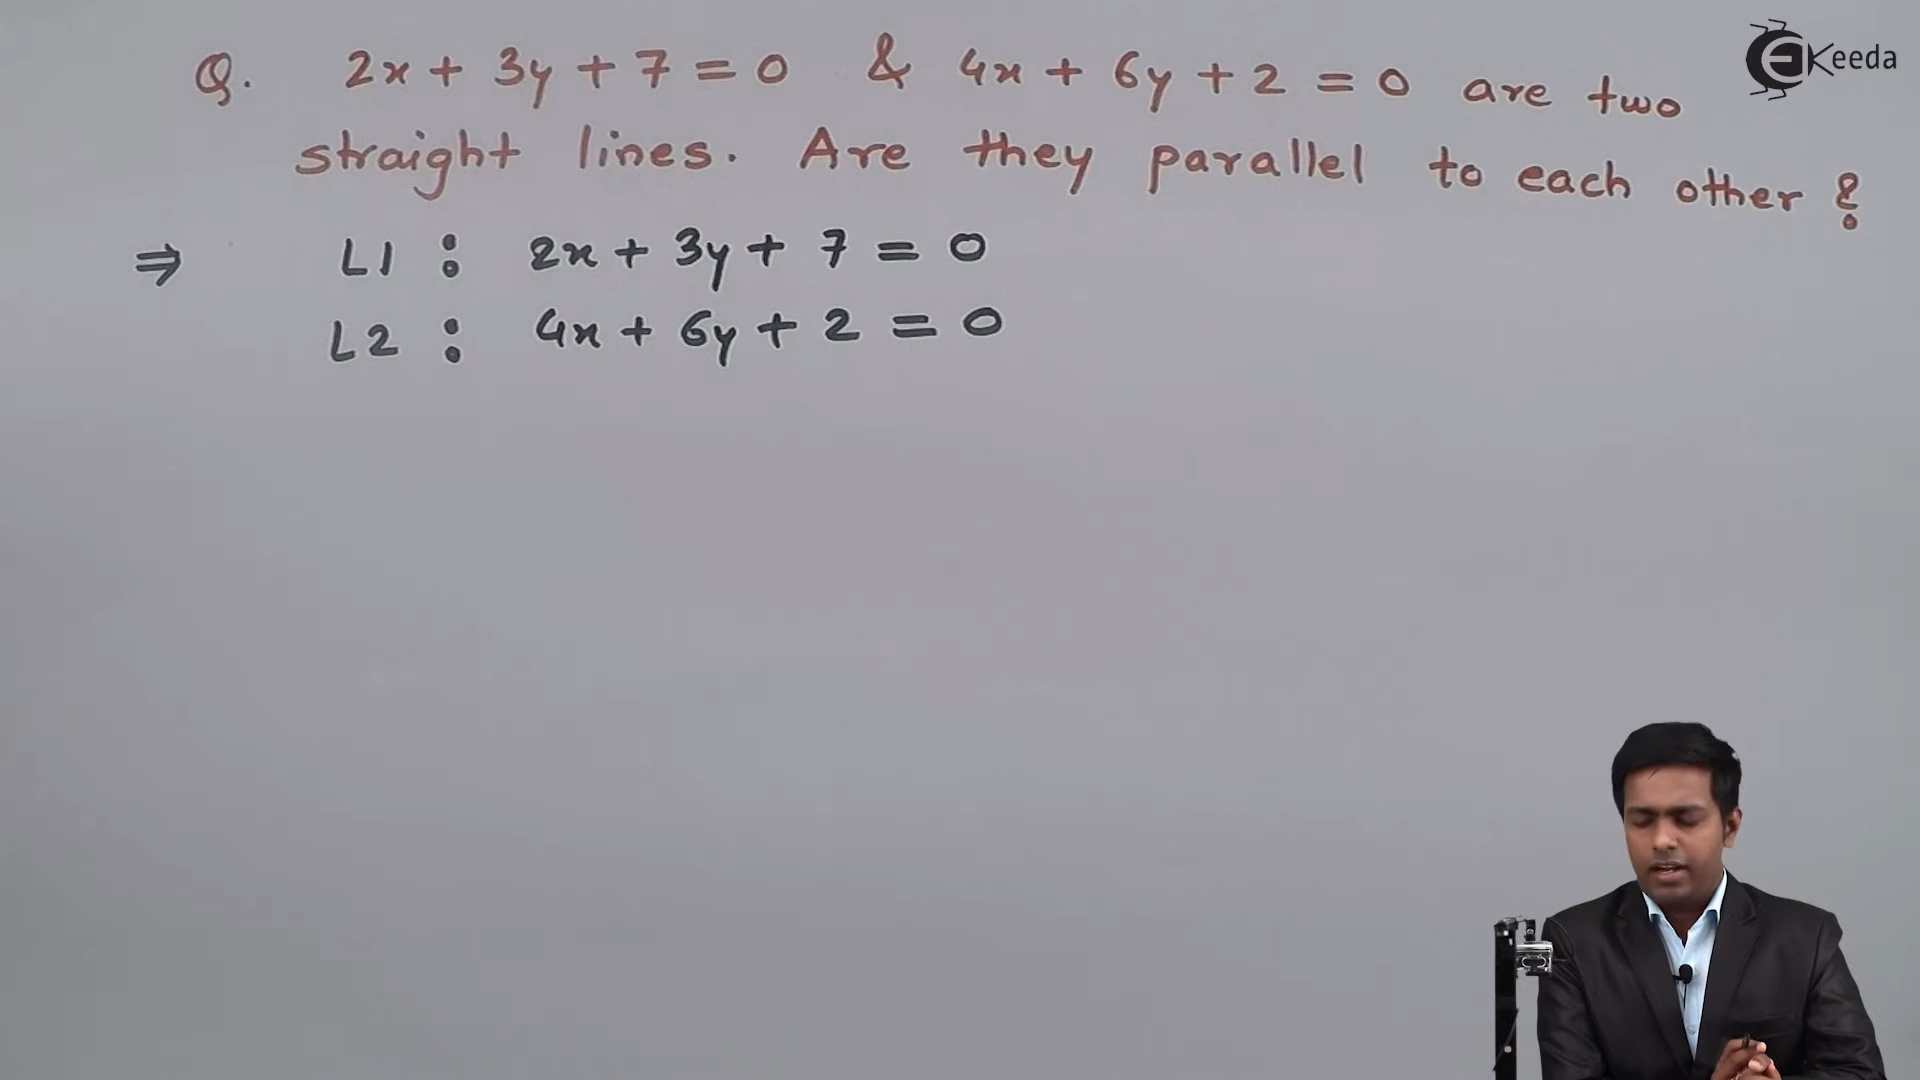 Q. 2x + 3y + 7 = 0 & 4x + 6y + 2 = 0 are two
straight lines. Are they parallel to each other ?
⇒ L1 : 2x + 3y + 7 = 0
L2 : 4x + 6y + 2 = 0
EKeeda